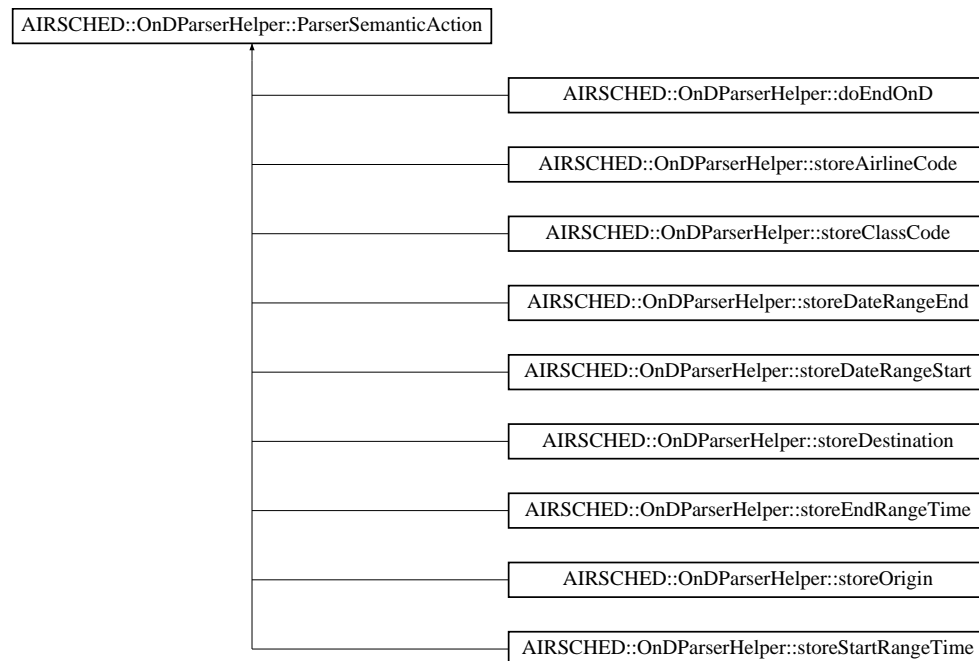 AIRSCHED::OnDParserHelper::ParserSemanticAction
AIRSCHED::OnDParserHelper::doEndOnD
AIRSCHED::OnDParserHelper::storeAirlineCode
AIRSCHED::OnDParserHelper::storeClassCode
AIRSCHED::OnDParserHelper::storeDateRangeEnd
AIRSCHED::OnDParserHelper::storeDateRangeStart
AIRSCHED::OnDParserHelper::storeDestination
AIRSCHED::OnDParserHelper::storeEndRangeTime
AIRSCHED::OnDParserHelper::storeOrigin
AIRSCHED::OnDParserHelper::storeStartRangeTime